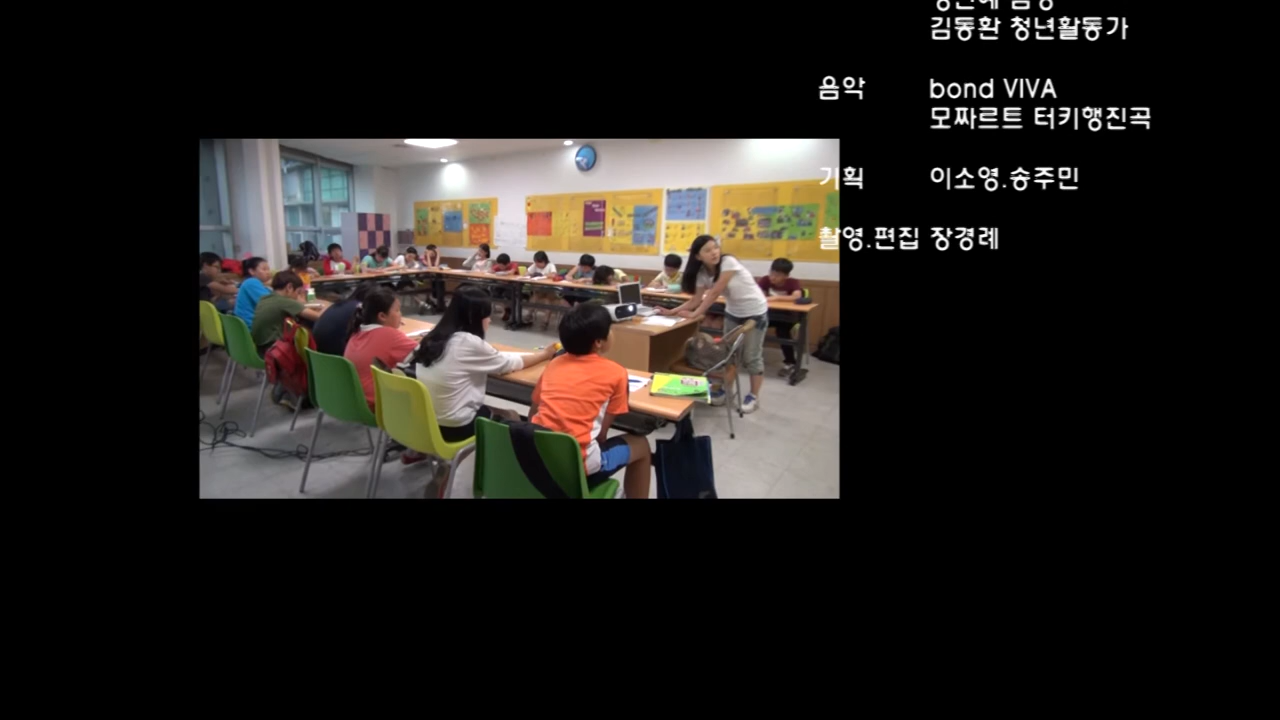 김동환 청년활동가
음악 bond VIVA
모짜르트 터키행진곡
기획 이소영.송주민
촬영.편집 장경례